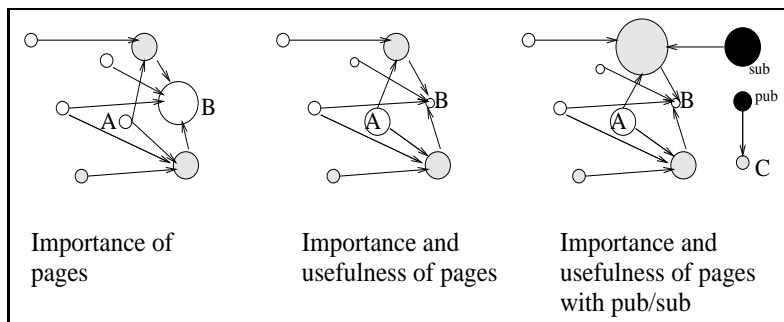 A
B
Importance of
pages
A
B
Importance and
usefulness of pages
sub
pub
A
B
C
Importance and
usefulness of pages
with pub/sub